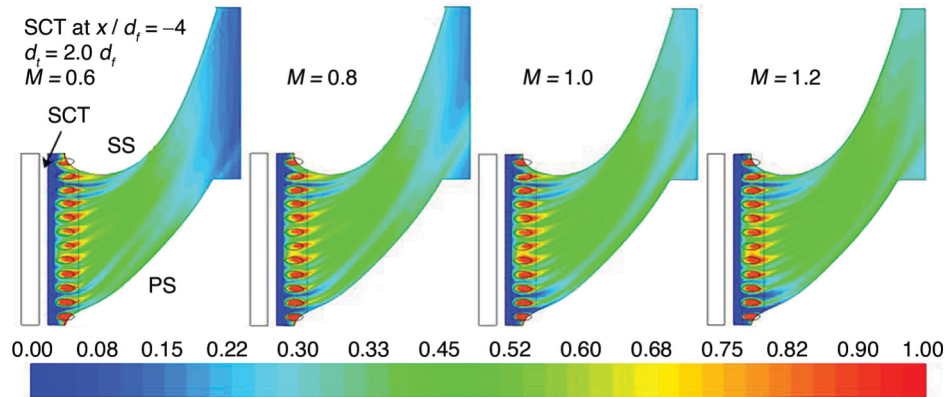 SCT at x / d_f = −4
d_t = 2.0 d_f
M = 0.6
M = 0.8
M = 1.0
M = 1.2
SCT
SS
PS
0.00 0.08 0.15 0.22 0.30 0.33 0.45 0.52 0.60 0.68 0.75 0.82 0.90 1.00